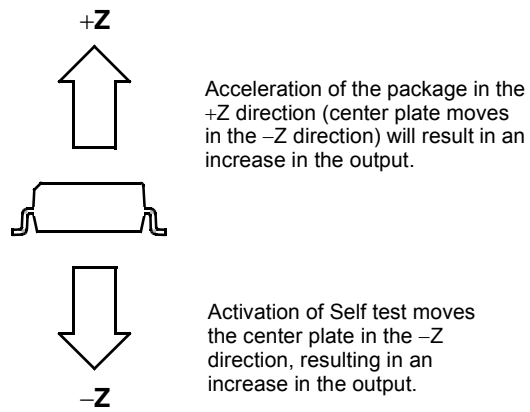 +Z
Acceleration of the package in the
+Z direction (center plate moves
in the −Z direction) will result in an
increase in the output.
Activation of Self test moves
the center plate in the −Z
direction, resulting in an
increase in the output.
−Z